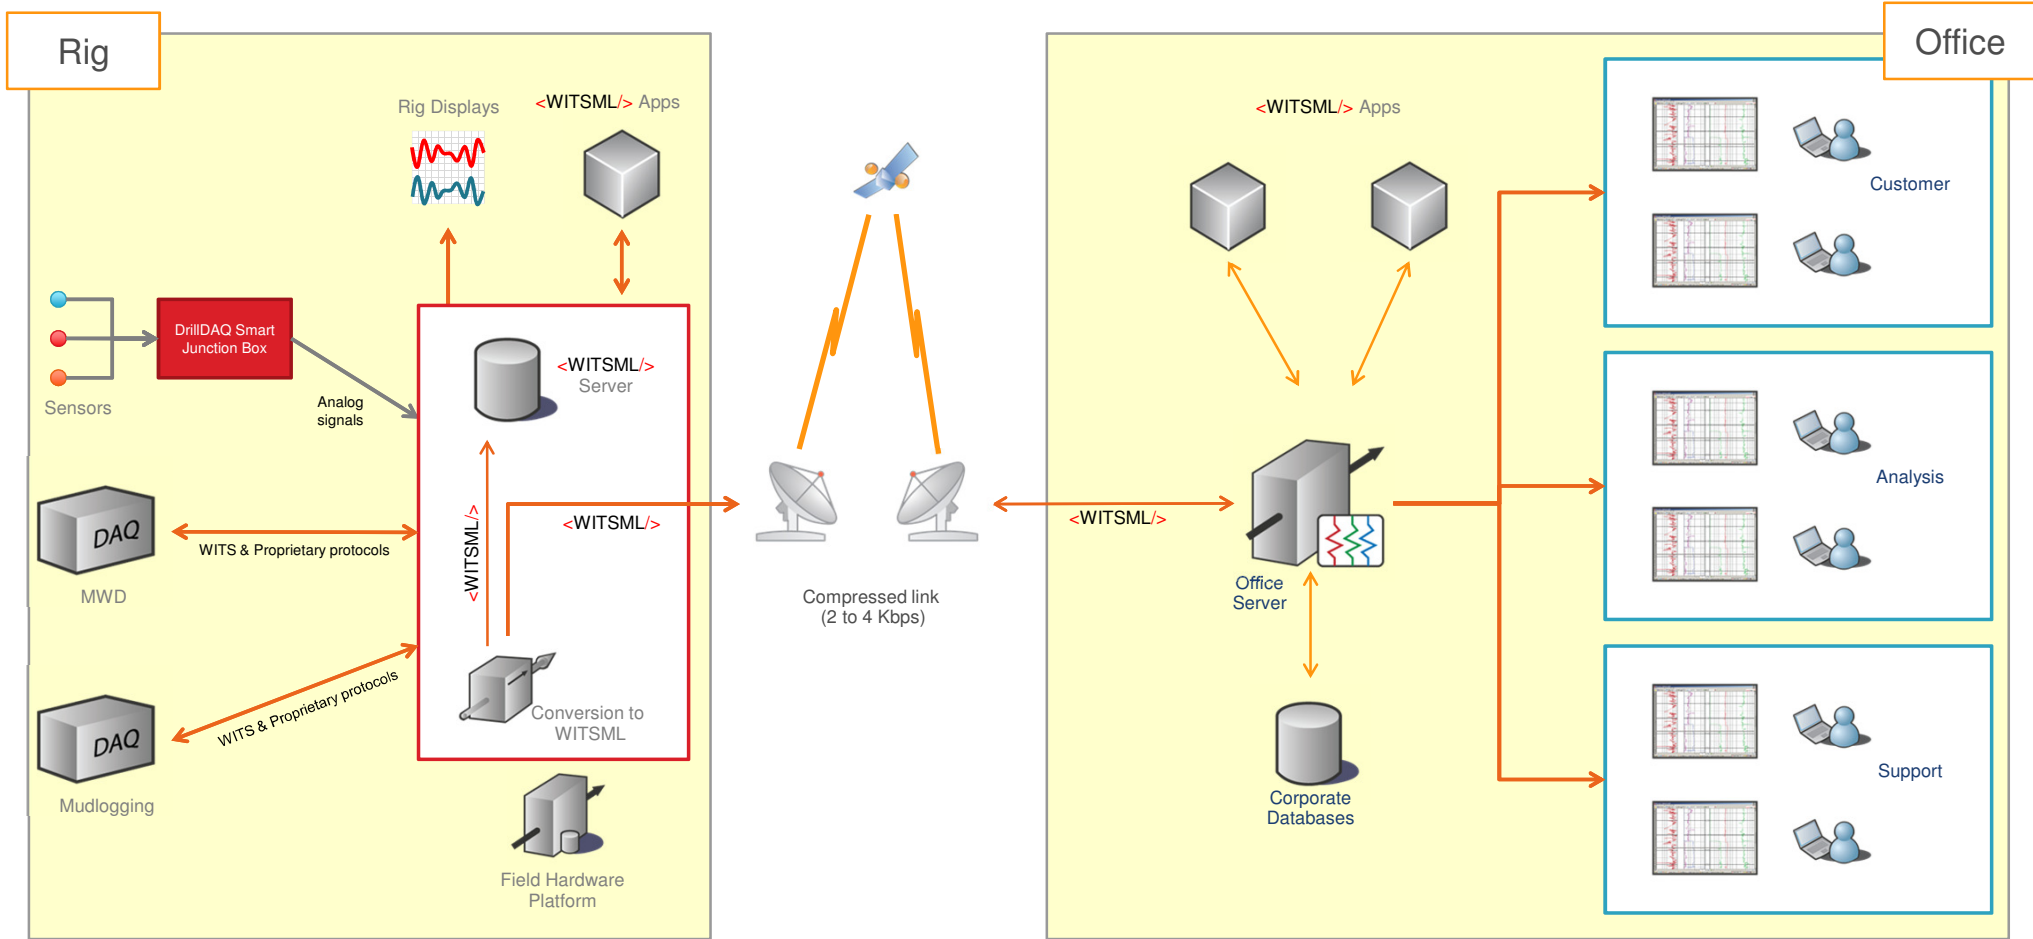 Rig
Office
Rig Displays
<WITSML/> Apps
DrillDAQ Smart
Junction Box
Sensors
Analog
signals
<WITSML/>
Server
DAQ
WITS & Proprietary protocols
MWD
<WITSML/>
<WITSML/>
DAQ
WITS & Proprietary protocols
Mudlogging
Conversion to
WITSML
Field Hardware
Platform
Compressed link
(2 to 4 Kbps)
<WITSML/>
<WITSML/> Apps
Office
Server
Corporate
Databases
Customer
Analysis
Support